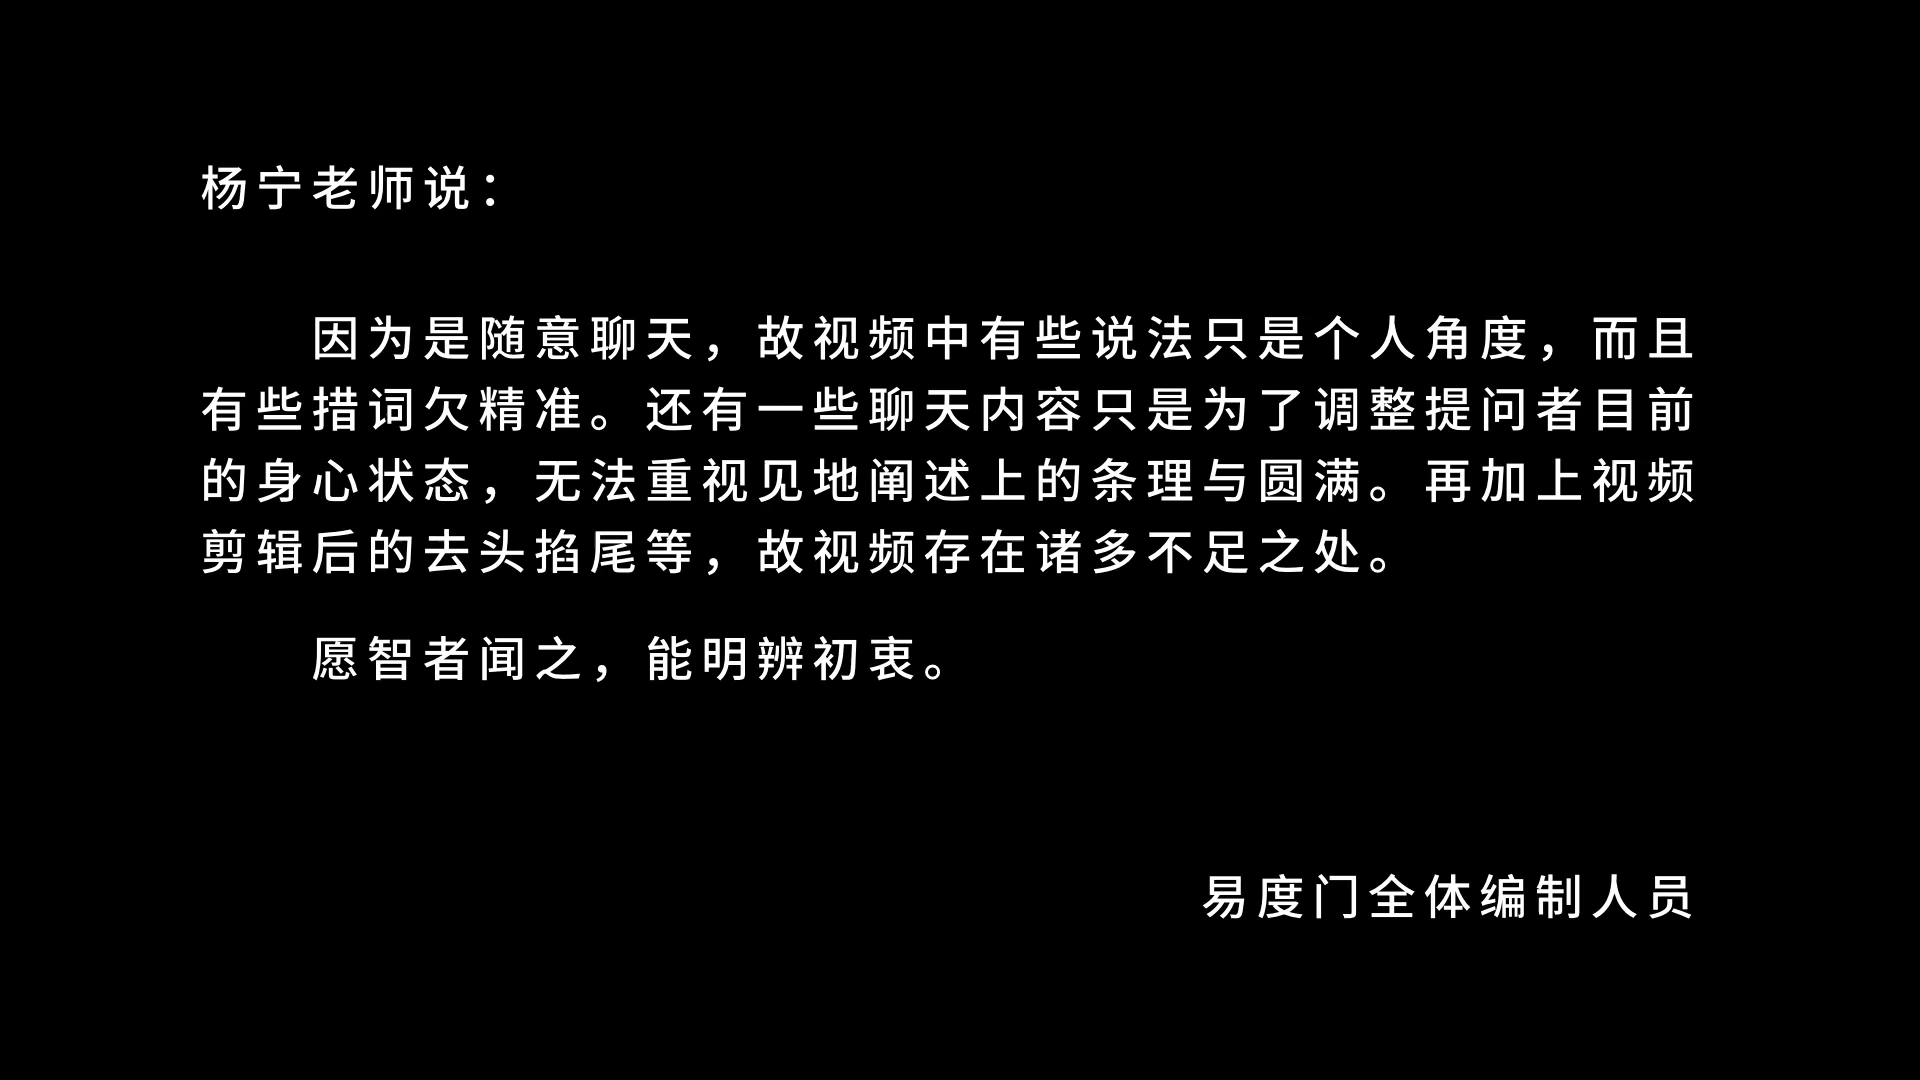 杨宁老师说：
因为是随意聊天，故视频中有些说法只是个人角度，而且
有些措词欠精准。还有一些聊天内容只是为了调整提问者目前
的身心状态，无法重视见地阐述上的条理与圆满。再加上视频
剪辑后的去头掐尾等，故视频存在诸多不足之处。
愿智者闻之，能明辨初衷。
易度门全体编制人员